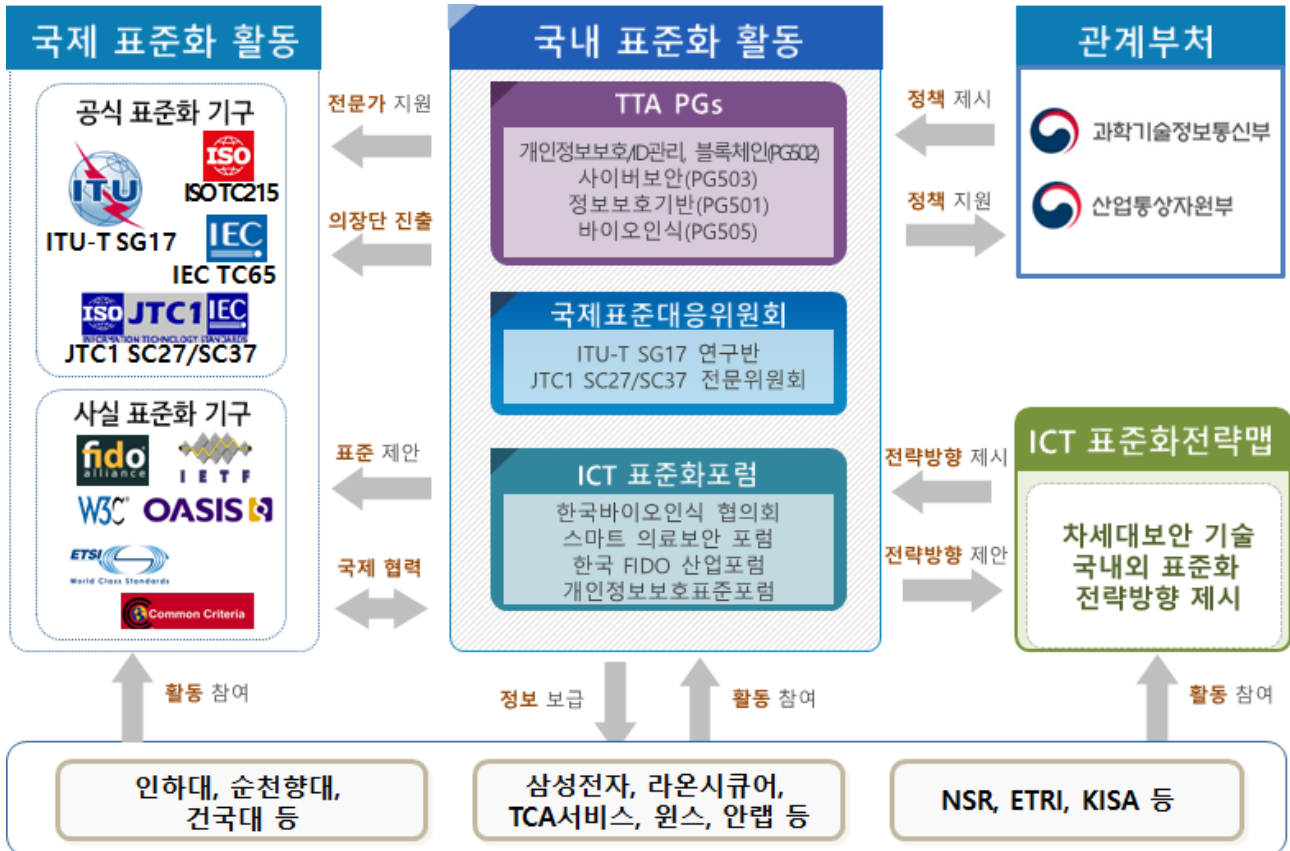 국제 표준화 활동
공식 표준화 기구
ITU
ISO
ISO TC215
ITU-T SG17
IEC
IEC TC65
ISO JTC1 IEC
INFORMATION TECHNOLOGY STANDARDS
JTC1 SC27/SC37
사실 표준화 기구
fido
alliance
IETF
W3C
OASIS
ETSI
World Class Standards
Common Criteria
전문가 지원
의장단 진출
표준 제안
국제 협력
국내 표준화 활동
TTA PGs
개인정보보호/ID관리, 블록체인(PG502)
사이버보안(PG503)
정보보호기반(PG501)
바이오인식(PG505)
국제표준대응위원회
ITU-T SG17 연구반
JTC1 SC27/SC37 전문위원회
ICT 표준화포럼
한국바이오인식 협의회
스마트 의료보안 포럼
한국 FIDO 산업포럼
개인정보보호표준포럼
정책 제시
정책 지원
전략방향 제시
전략방향 제안
관계부처
과학기술정보통신부
산업통상자원부
ICT 표준화전략맵
차세대보안 기술
국내외 표준화
전략방향 제시
활동 참여
정보 보급
활동 참여
활동 참여
인하대, 순천향대,
건국대 등
삼성전자, 라온시큐어,
TCA서비스, 윈스, 안랩 등
NSR, ETRI, KISA 등